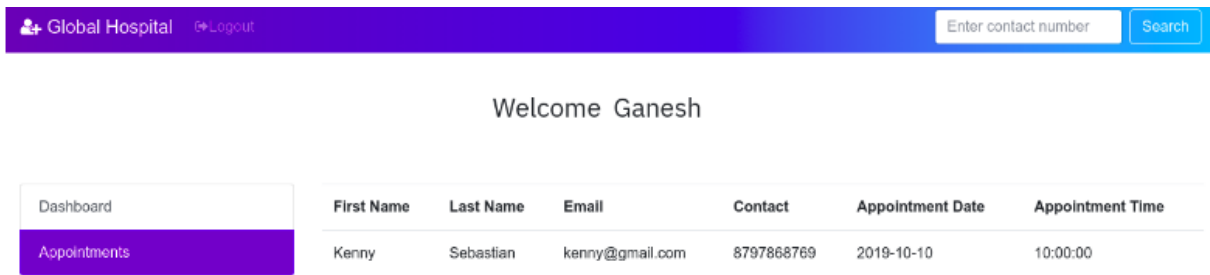 Global Hospital Logout Enter contact number Search
Welcome Ganesh
Dashboard
Appointments
First Name Last Name Email Contact Appointment Date Appointment Time
Kenny Sebastian kenny@gmail.com 8797868769 2019-10-10 10:00:00